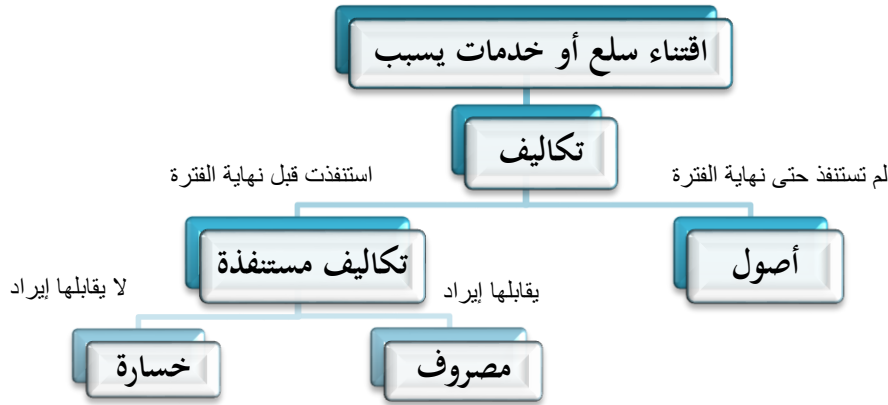 اقتناء سلع أو خدمات يسبب
تكاليف
لم تستنفذ حتى نهاية الفترة
استنفذت قبل نهاية الفترة
أصول
تكاليف مستنفذة
يقابلها إيراد
لا يقابلها إيراد
مصروف
خسارة